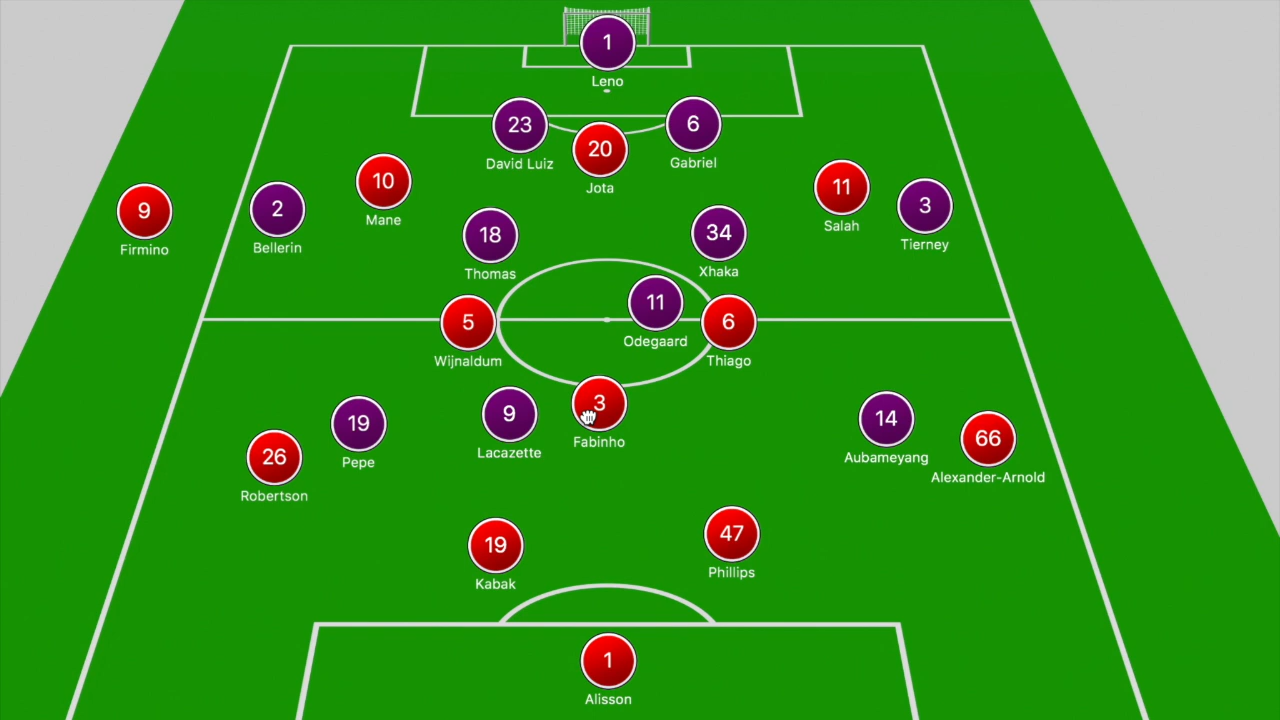 1
Leno
23
David Luiz
6
Gabriel
20
Jota
10
Mane
11
Salah
9
Firmino
2
Bellerin
3
Tierney
18
Thomas
34
Xhaka
11
Odegaard
5
Wijnaldum
6
Thiago
3
Fabinho
9
Lacazette
19
Pepe
14
Aubameyang
66
Alexander-Arnold
26
Robertson
19
Kabak
47
Phillips
1
Alisson